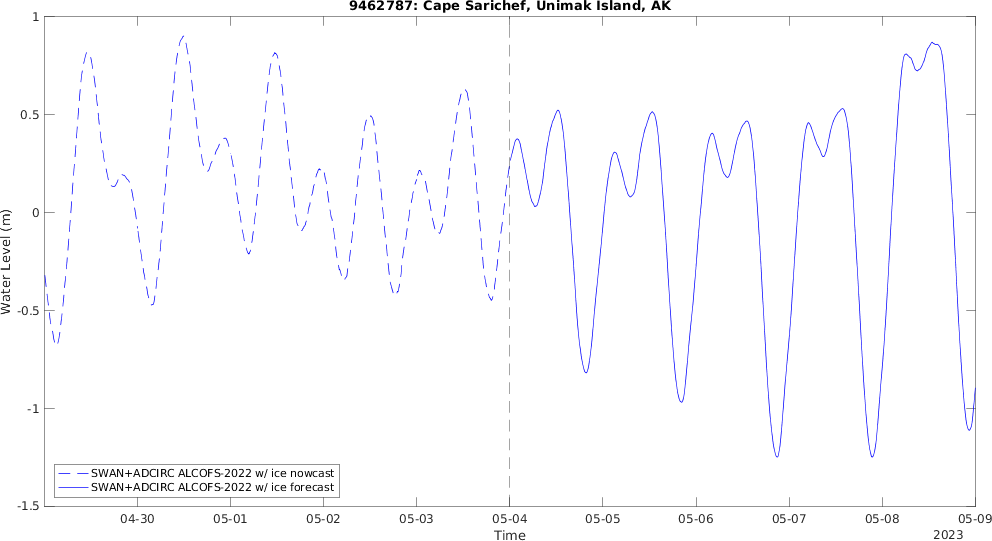 9462787: Cape Sarichef, Unimak Island, AK
1
0.5
0
-0.5
-1
-1.5
Water Level (m)
SWAN+ADCIRC ALCOFS-2022 w/ ice nowcast
SWAN+ADCIRC ALCOFS-2022 w/ ice forecast
04-30 05-01 05-02 05-03 05-04 05-05 05-06 05-07 05-08 05-09
Time
2023